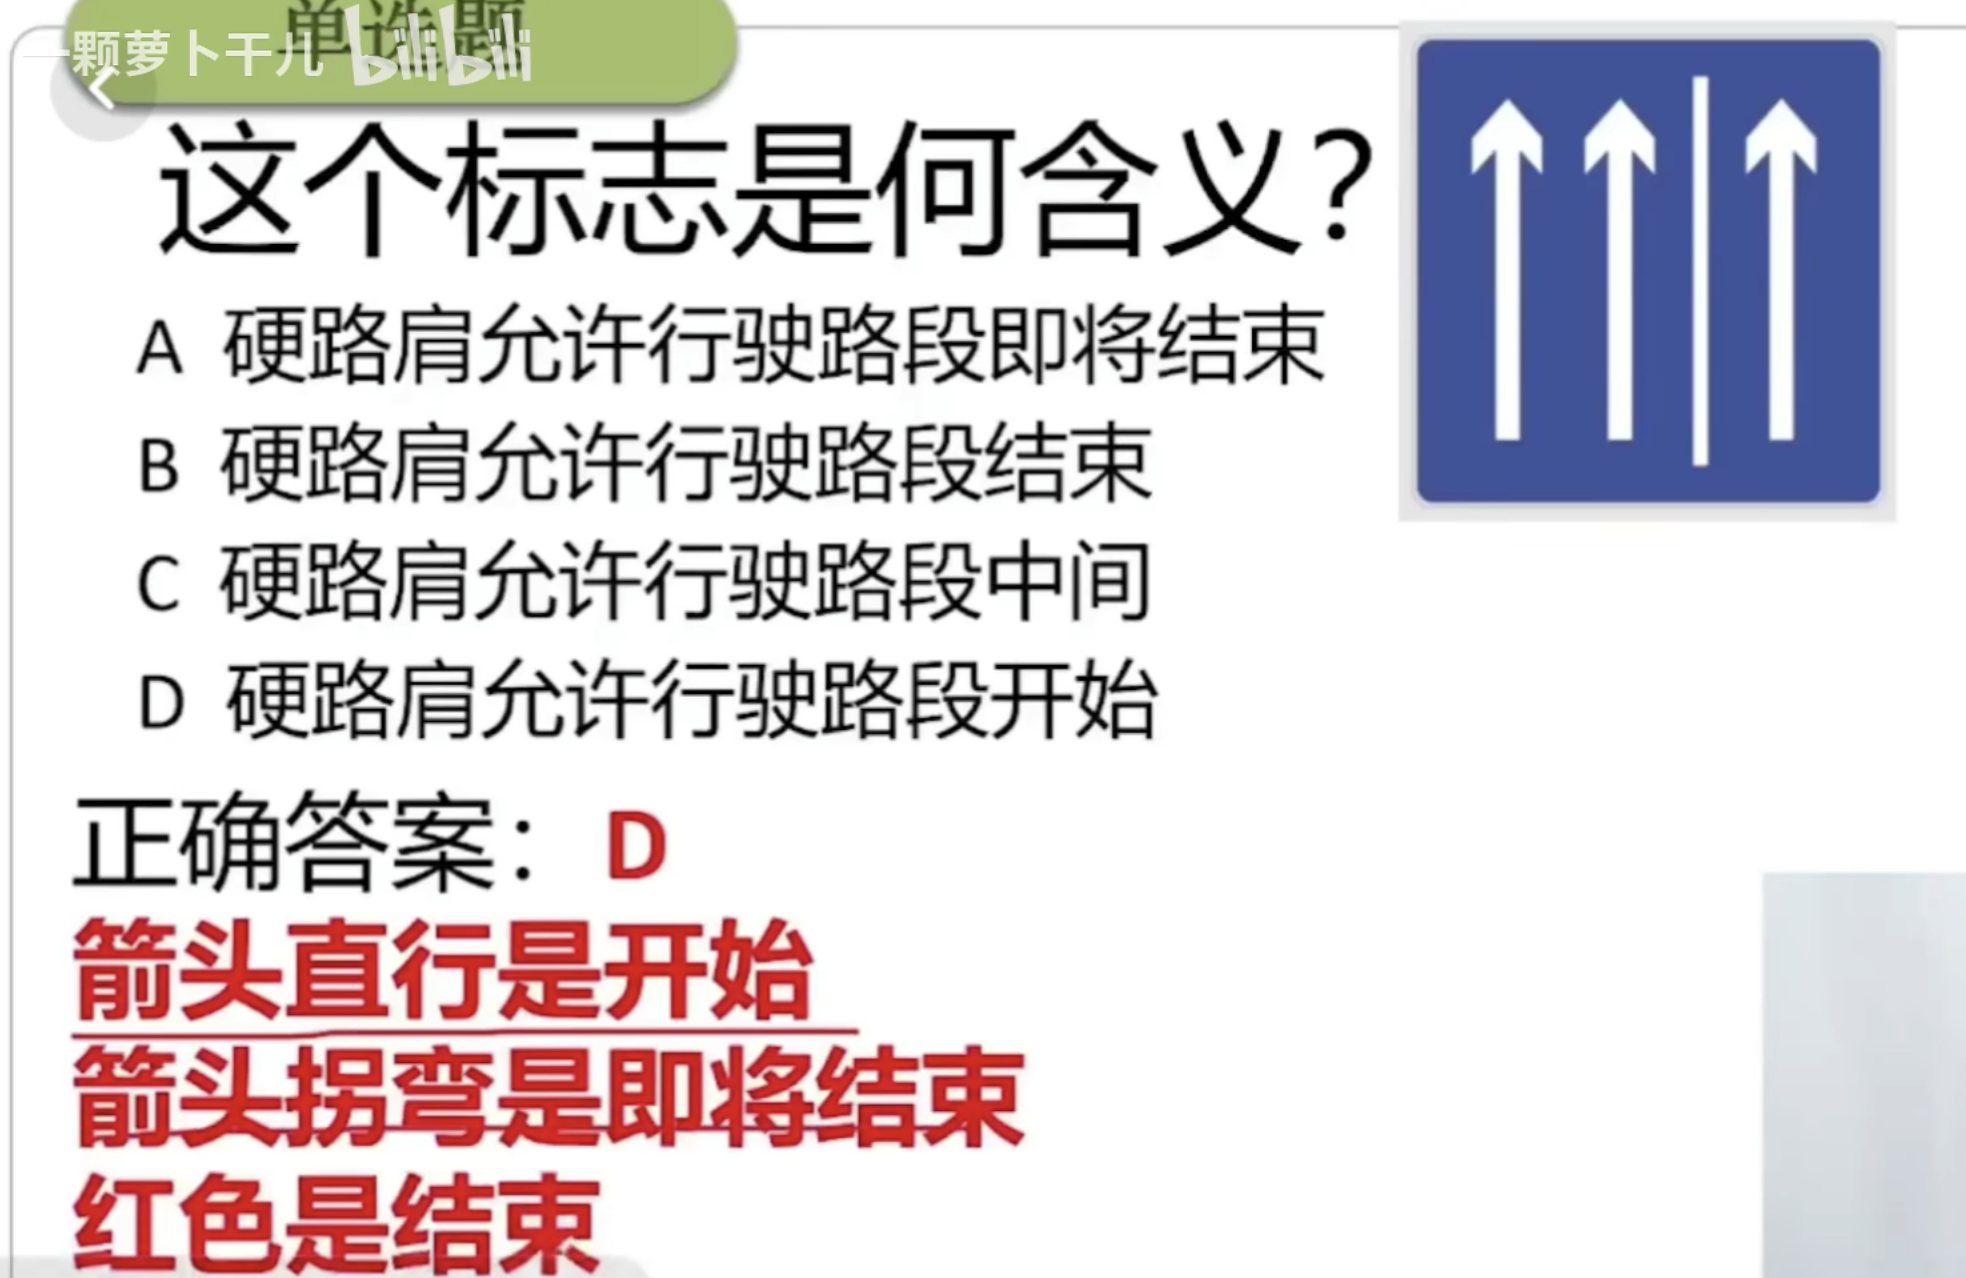 单选题
一颗萝卜干儿 bilibili
这个标志是何含义?
A 硬路肩允许行驶路段即将结束
B 硬路肩允许行驶路段结束
C 硬路肩允许行驶路段中间
D 硬路肩允许行驶路段开始
正确答案：D
箭头直行是开始
箭头拐弯是即将结束
红色是结束